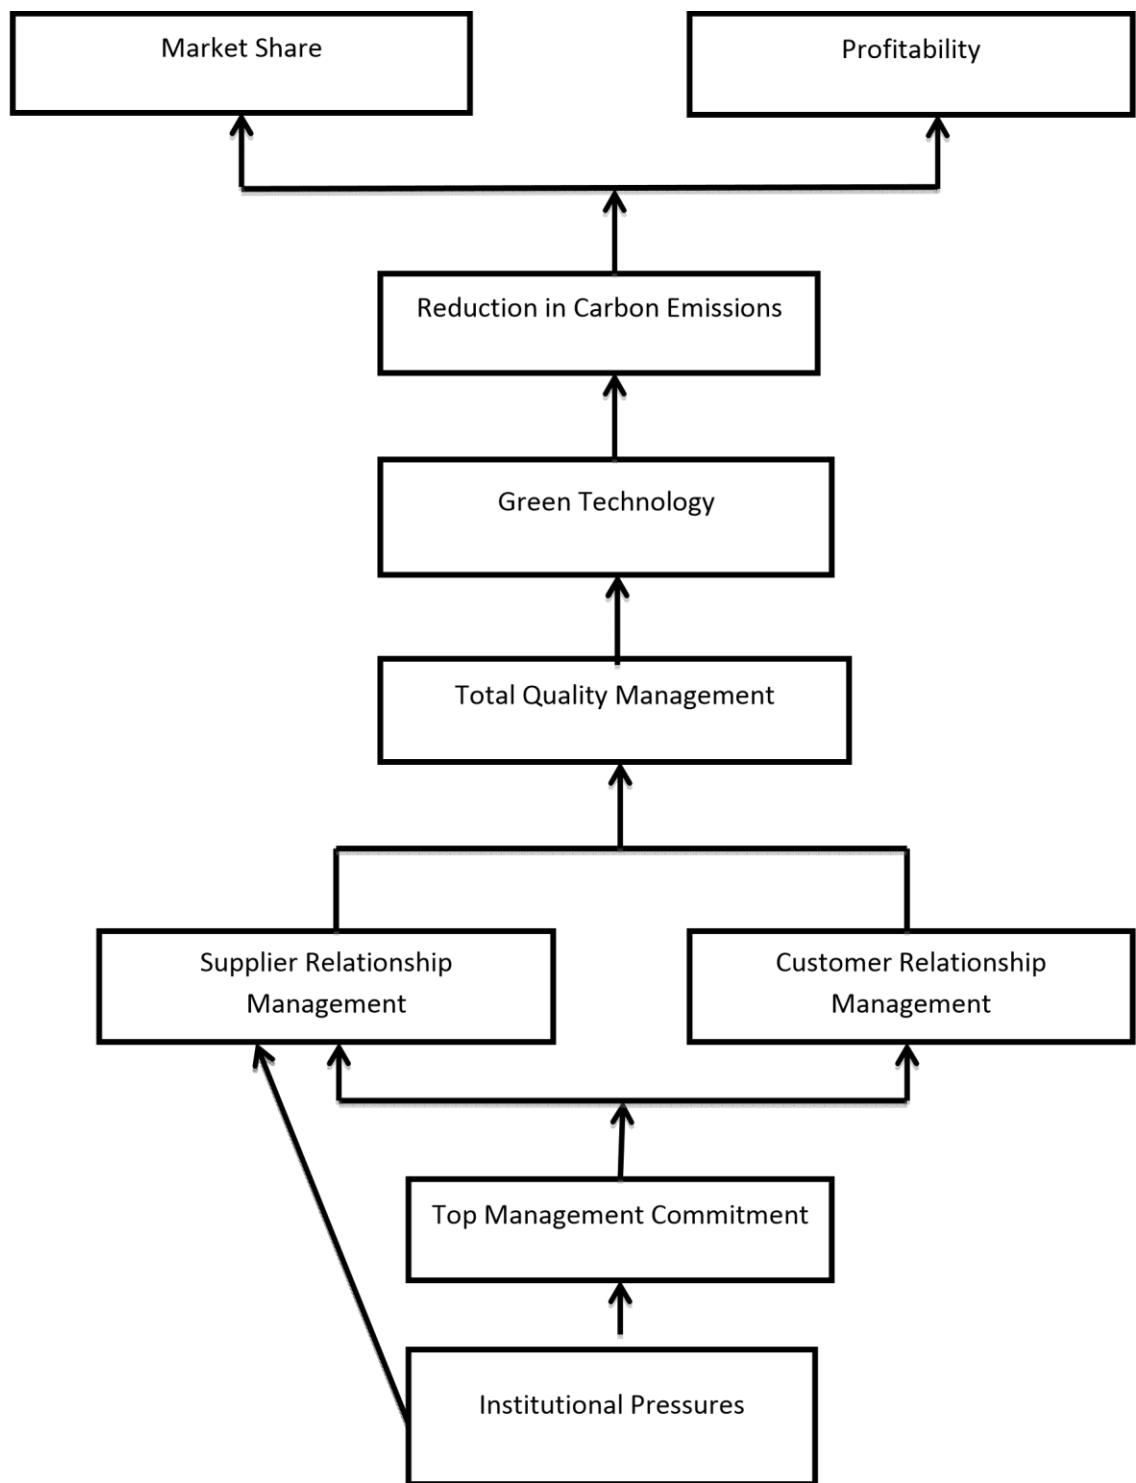 Market Share
Profitability
Reduction in Carbon Emissions
Green Technology
Total Quality Management
Supplier Relationship
Management
Customer Relationship
Management
Top Management Commitment
Institutional Pressures